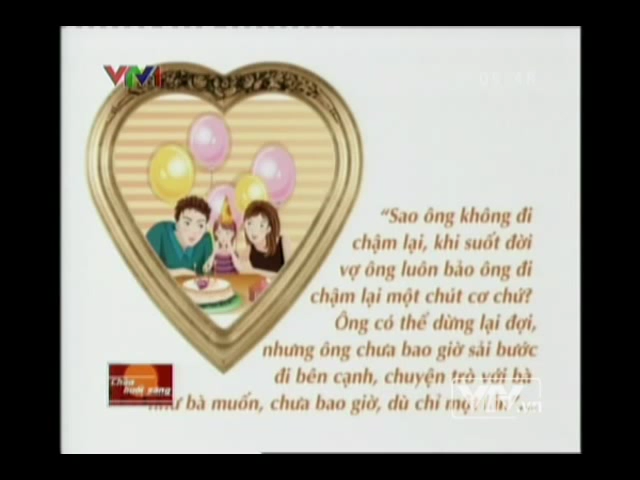 VTV1
“Sao ông không đi
chậm lại, khi suốt đời
vợ ông luôn bảo ông đi
chậm lại một chút cơ chứ?
Ông có thể dừng lại đợi,
nhưng ông chưa bao giờ sải bước
đi bên cạnh, chuyện trò với bà
như bà muốn, chưa bao giờ, dù chỉ một
Chào
buổi sáng
VTV